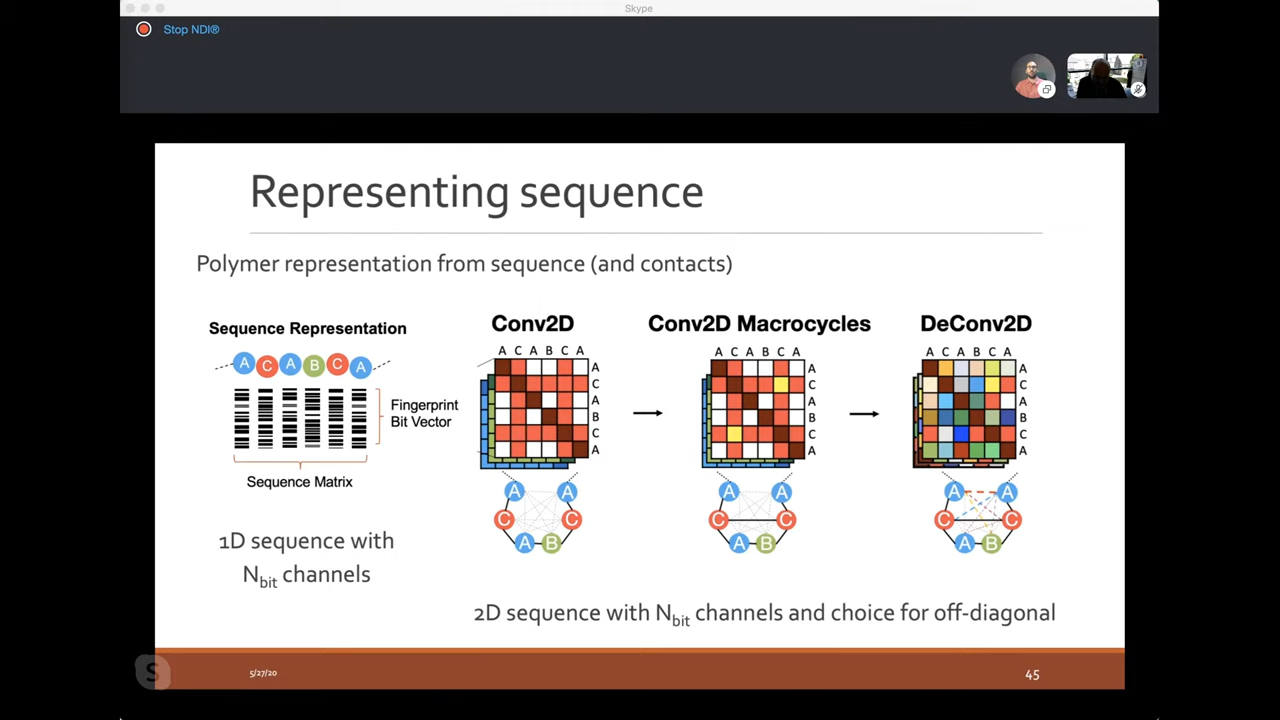 Skype
Stop NDI®
Representing sequence
Polymer representation from sequence (and contacts)
Sequence Representation
A C A B C A
Fingerprint
Bit Vector
Sequence Matrix
1D sequence with
Nbit channels
Conv2D
A C A B C A
A
C
A
B
C
A
A A
C C
A B
Conv2D Macrocycles
A C A B C A
A
C
A
B
C
A
A A
C C
A B
DeConv2D
A C A B C A
A
C
A
B
C
A
A A
C C
A B
2D sequence with Nbit channels and choice for off-diagonal
S
5/27/20
45